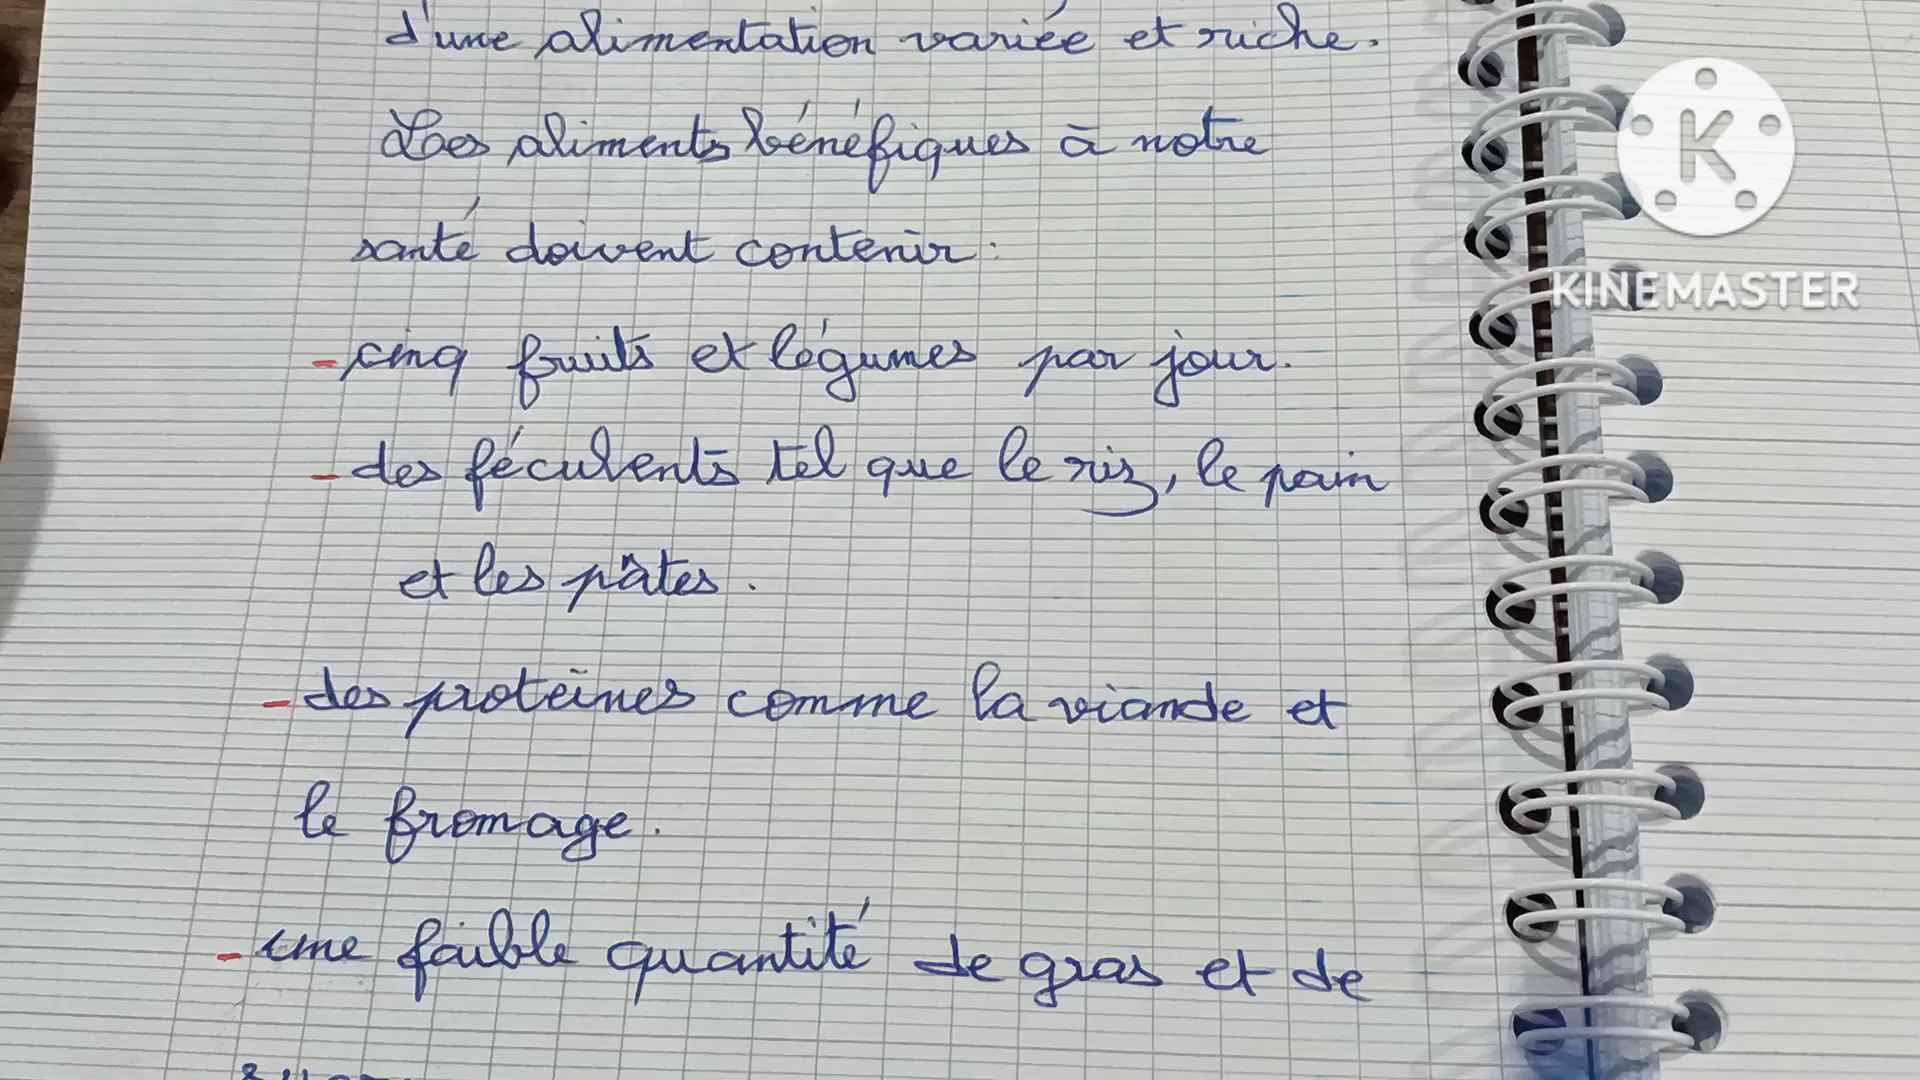 d'une alimentation variée et riche.
Les aliments bénéfiques à notre
santé doivent contenir :
- cinq fruits et légumes par jour.
- des féculents tel que le riz, le pain
et les pâtes.
- des protéines comme la viande et
le fromage.
- une faible quantité de gras et de
K
KINEMASTER